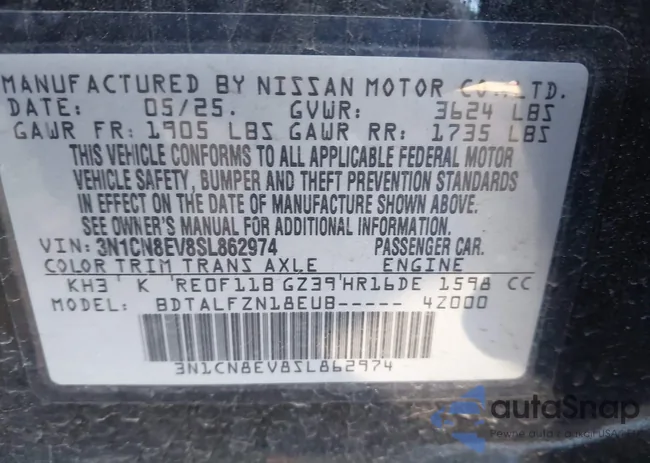 MANUFACTURED BY NISSAN MOTOR CO.,LTD.
DATE: 05/25. GVWR: 3624 LBS
GAWR FR: 1905 LBS GAWR RR: 1735 LBS
THIS VEHICLE CONFORMS TO ALL APPLICABLE FEDERAL MOTOR
VEHICLE SAFETY, BUMPER AND THEFT PREVENTION STANDARDS
IN EFFECT ON THE DATE OF MANUFACTURE SHOWN ABOVE.
SEE OWNER'S MANUAL FOR ADDITIONAL INFORMATION.
VIN: 3N1CN8EV8SL862974 PASSENGER CAR.
COLOR TRIM TRANS AXLE ENGINE
KH3 K RE0F11B GZ39 HR16DE 1598 CC
MODEL: BDTALFZN18EUB----- 4Z000
3N1CN8EV8SL862974
autoSnap